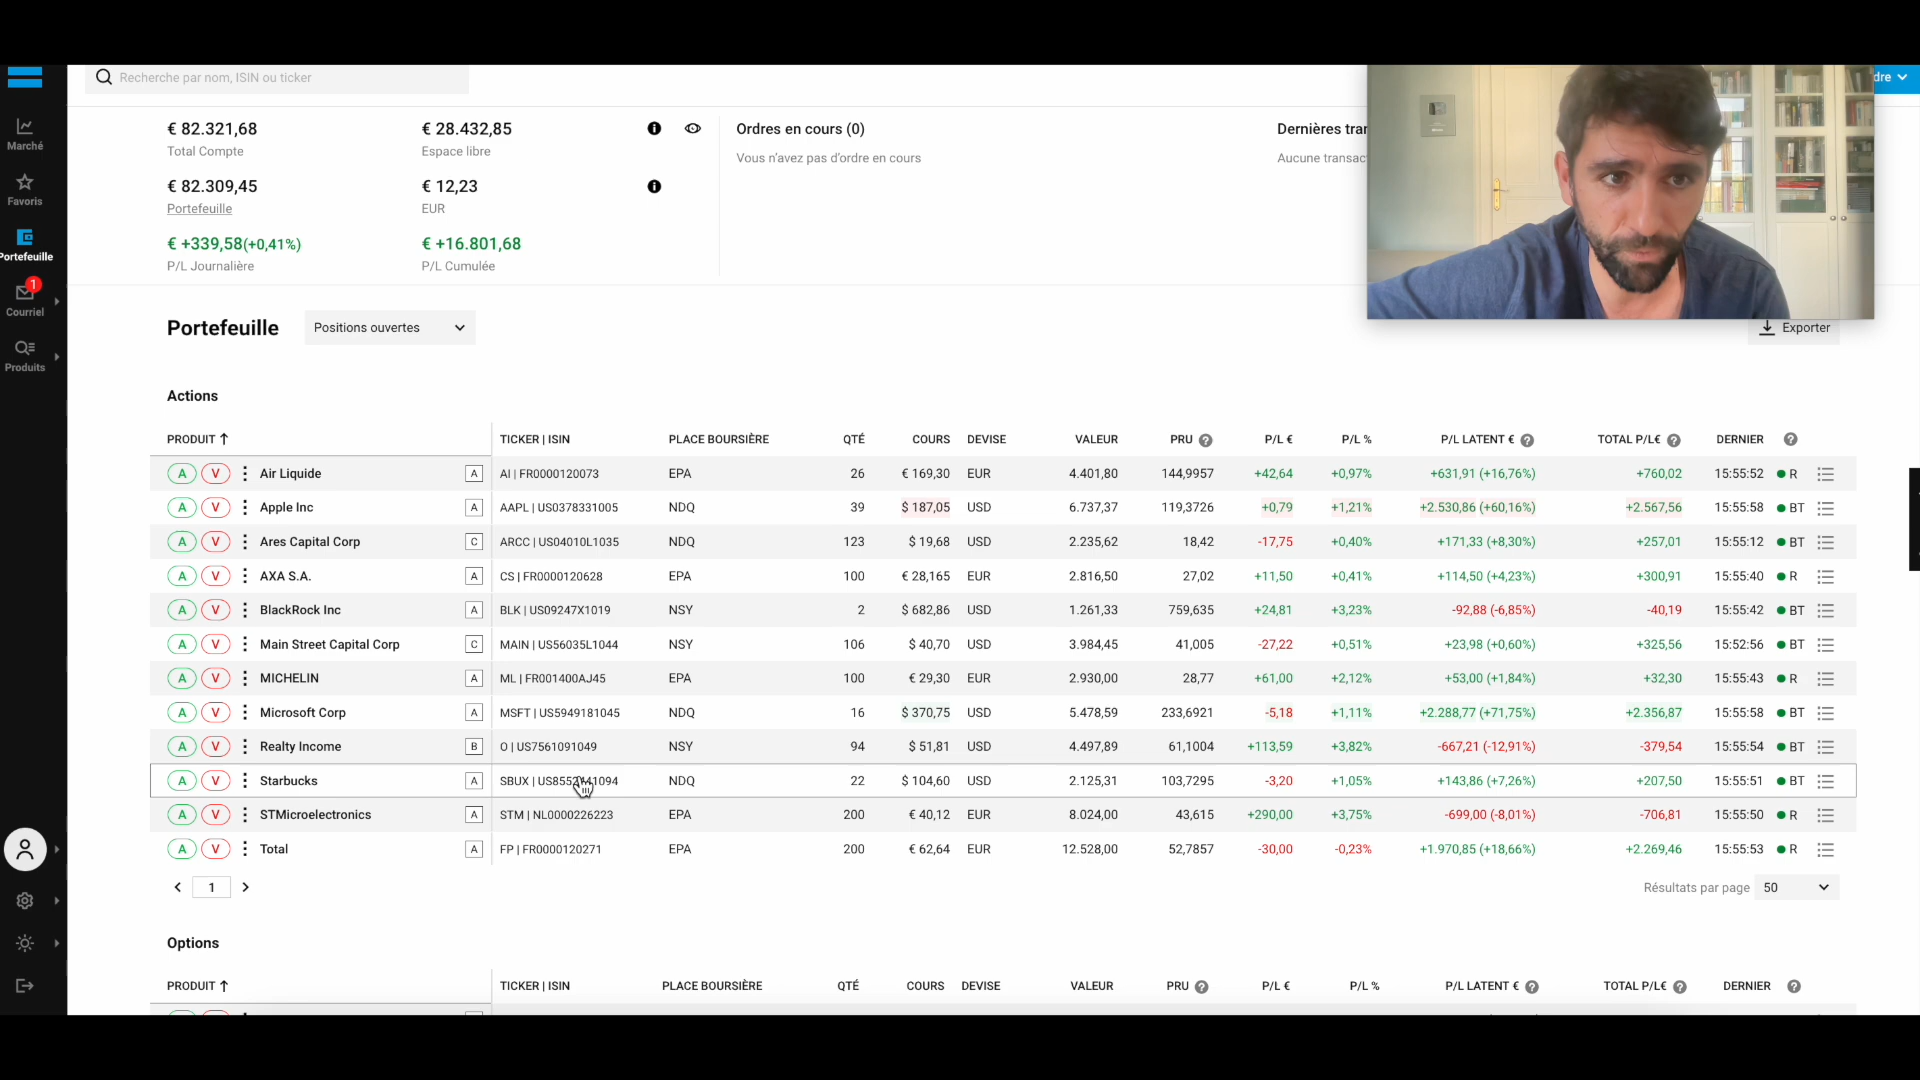 Recherche par nom, ISIN ou ticker
dre
Marché
Favoris
Portefeuille
1
Courriel
Produits
€ 82.321,68
Total Compte
€ 28.432,85
Espace libre
€ 82.309,45
Portefeuille
€ 12,23
EUR
€ +339,58(+0,41%)
P/L Journalière
€ +16.801,68
P/L Cumulée
Ordres en cours (0)
Vous n’avez pas d’ordre en cours
Dernières tran
Aucune transac
Portefeuille
Positions ouvertes
Exporter
Actions
PRODUIT ↑ TICKER | ISIN PLACE BOURSIÈRE QTÉ COURS DEVISE VALEUR PRU ? P/L € P/L % P/L LATENT € ? TOTAL P/L€ ? DERNIER ?
A V Air Liquide A AI | FR0000120073 EPA 26 € 169,30 EUR 4.401,80 144,9957 +42,64 +0,97% +631,91 (+16,76%) +760,02 15:55:52 R
A V Apple Inc A AAPL | US0378331005 NDQ 39 $ 187,05 USD 6.737,37 119,3726 +0,79 +1,21% +2.530,86 (+60,16%) +2.567,56 15:55:58 BT
A V Ares Capital Corp C ARCC | US04010L1035 NDQ 123 $ 19,68 USD 2.235,62 18,42 -17,75 +0,40% +171,33 (+8,30%) +257,01 15:55:12 BT
A V AXA S.A. A CS | FR0000120628 EPA 100 € 28,165 EUR 2.816,50 27,02 +11,50 +0,41% +114,50 (+4,23%) +300,91 15:55:40 R
A V BlackRock Inc A BLK | US09247X1019 NSY 2 $ 682,86 USD 1.261,33 759,635 +24,81 +3,23% -92,88 (-6,85%) -40,19 15:55:42 BT
A V Main Street Capital Corp C MAIN | US56035L1044 NSY 106 $ 40,70 USD 3.984,45 41,005 -27,22 +0,51% +23,98 (+0,60%) +325,56 15:52:56 BT
A V MICHELIN A ML | FR001400AJ45 EPA 100 € 29,30 EUR 2.930,00 28,77 +61,00 +2,12% +53,00 (+1,84%) +32,30 15:55:43 R
A V Microsoft Corp A MSFT | US5949181045 NDQ 16 $ 370,75 USD 5.478,59 233,6921 -5,18 +1,11% +2.288,77 (+71,75%) +2.356,87 15:55:58 BT
A V Realty Income B O | US7561091049 NSY 94 $ 51,81 USD 4.497,89 61,1004 +113,59 +3,82% -667,21 (-12,91%) -379,54 15:55:54 BT
A V Starbucks A SBUX | NDQ 22 $ 104,60 USD 2.125,31 103,7295 -3,20 +1,05% +143,86 (+7,26%) +207,50 15:55:51 BT
A V STMicroelectronics A STM | NL0000226223 EPA 200 € 40,12 EUR 8.024,00 43,615 +290,00 +3,75% -699,00 (-8,01%) -706,81 15:55:50 R
A V Total A FP | FR0000120271 EPA 200 € 62,64 EUR 12.528,00 52,7857 -30,00 -0,23% +1.970,85 (+18,66%) +2.269,46 15:55:53 R
1
Résultats par page 50
Options
PRODUIT ↑ TICKER | ISIN PLACE BOURSIÈRE QTÉ COURS DEVISE VALEUR PRU ? P/L € P/L % P/L LATENT € ? TOTAL P/L€ ? DERNIER ?